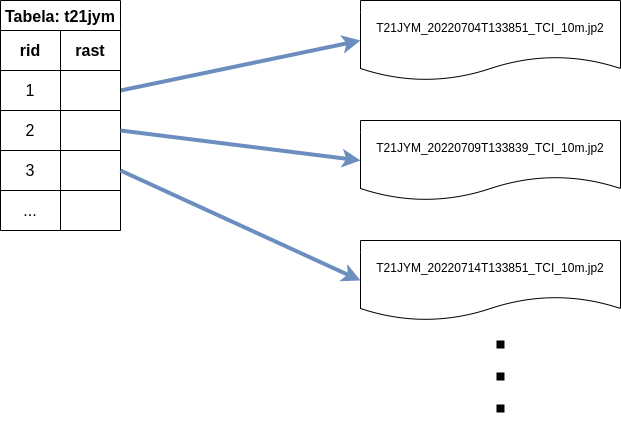 Tabela: t21jym
rid rast
1
2
3
...
T21JYM_20220704T133851_TCI_10m.jp2
T21JYM_20220709T133839_TCI_10m.jp2
T21JYM_20220714T133851_TCI_10m.jp2